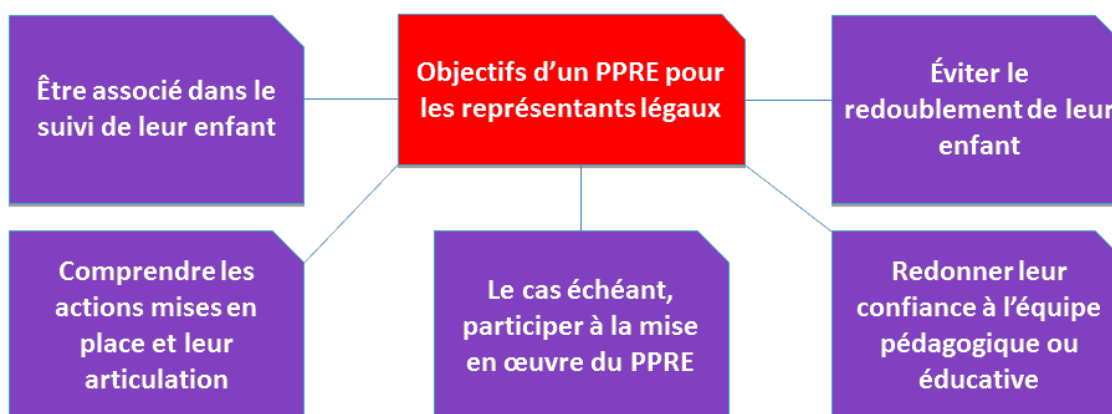 Être associé dans le
suivi de leur enfant
Objectifs d'un PPRE pour
les représentants légaux
Éviter le
redoublement de leur
enfant
Comprendre les
actions mises en
place et leur
articulation
Le cas échéant,
participer à la mise
en œuvre du PPRE
Redonner leur
confiance à l'équipe
pédagogique ou
éducative